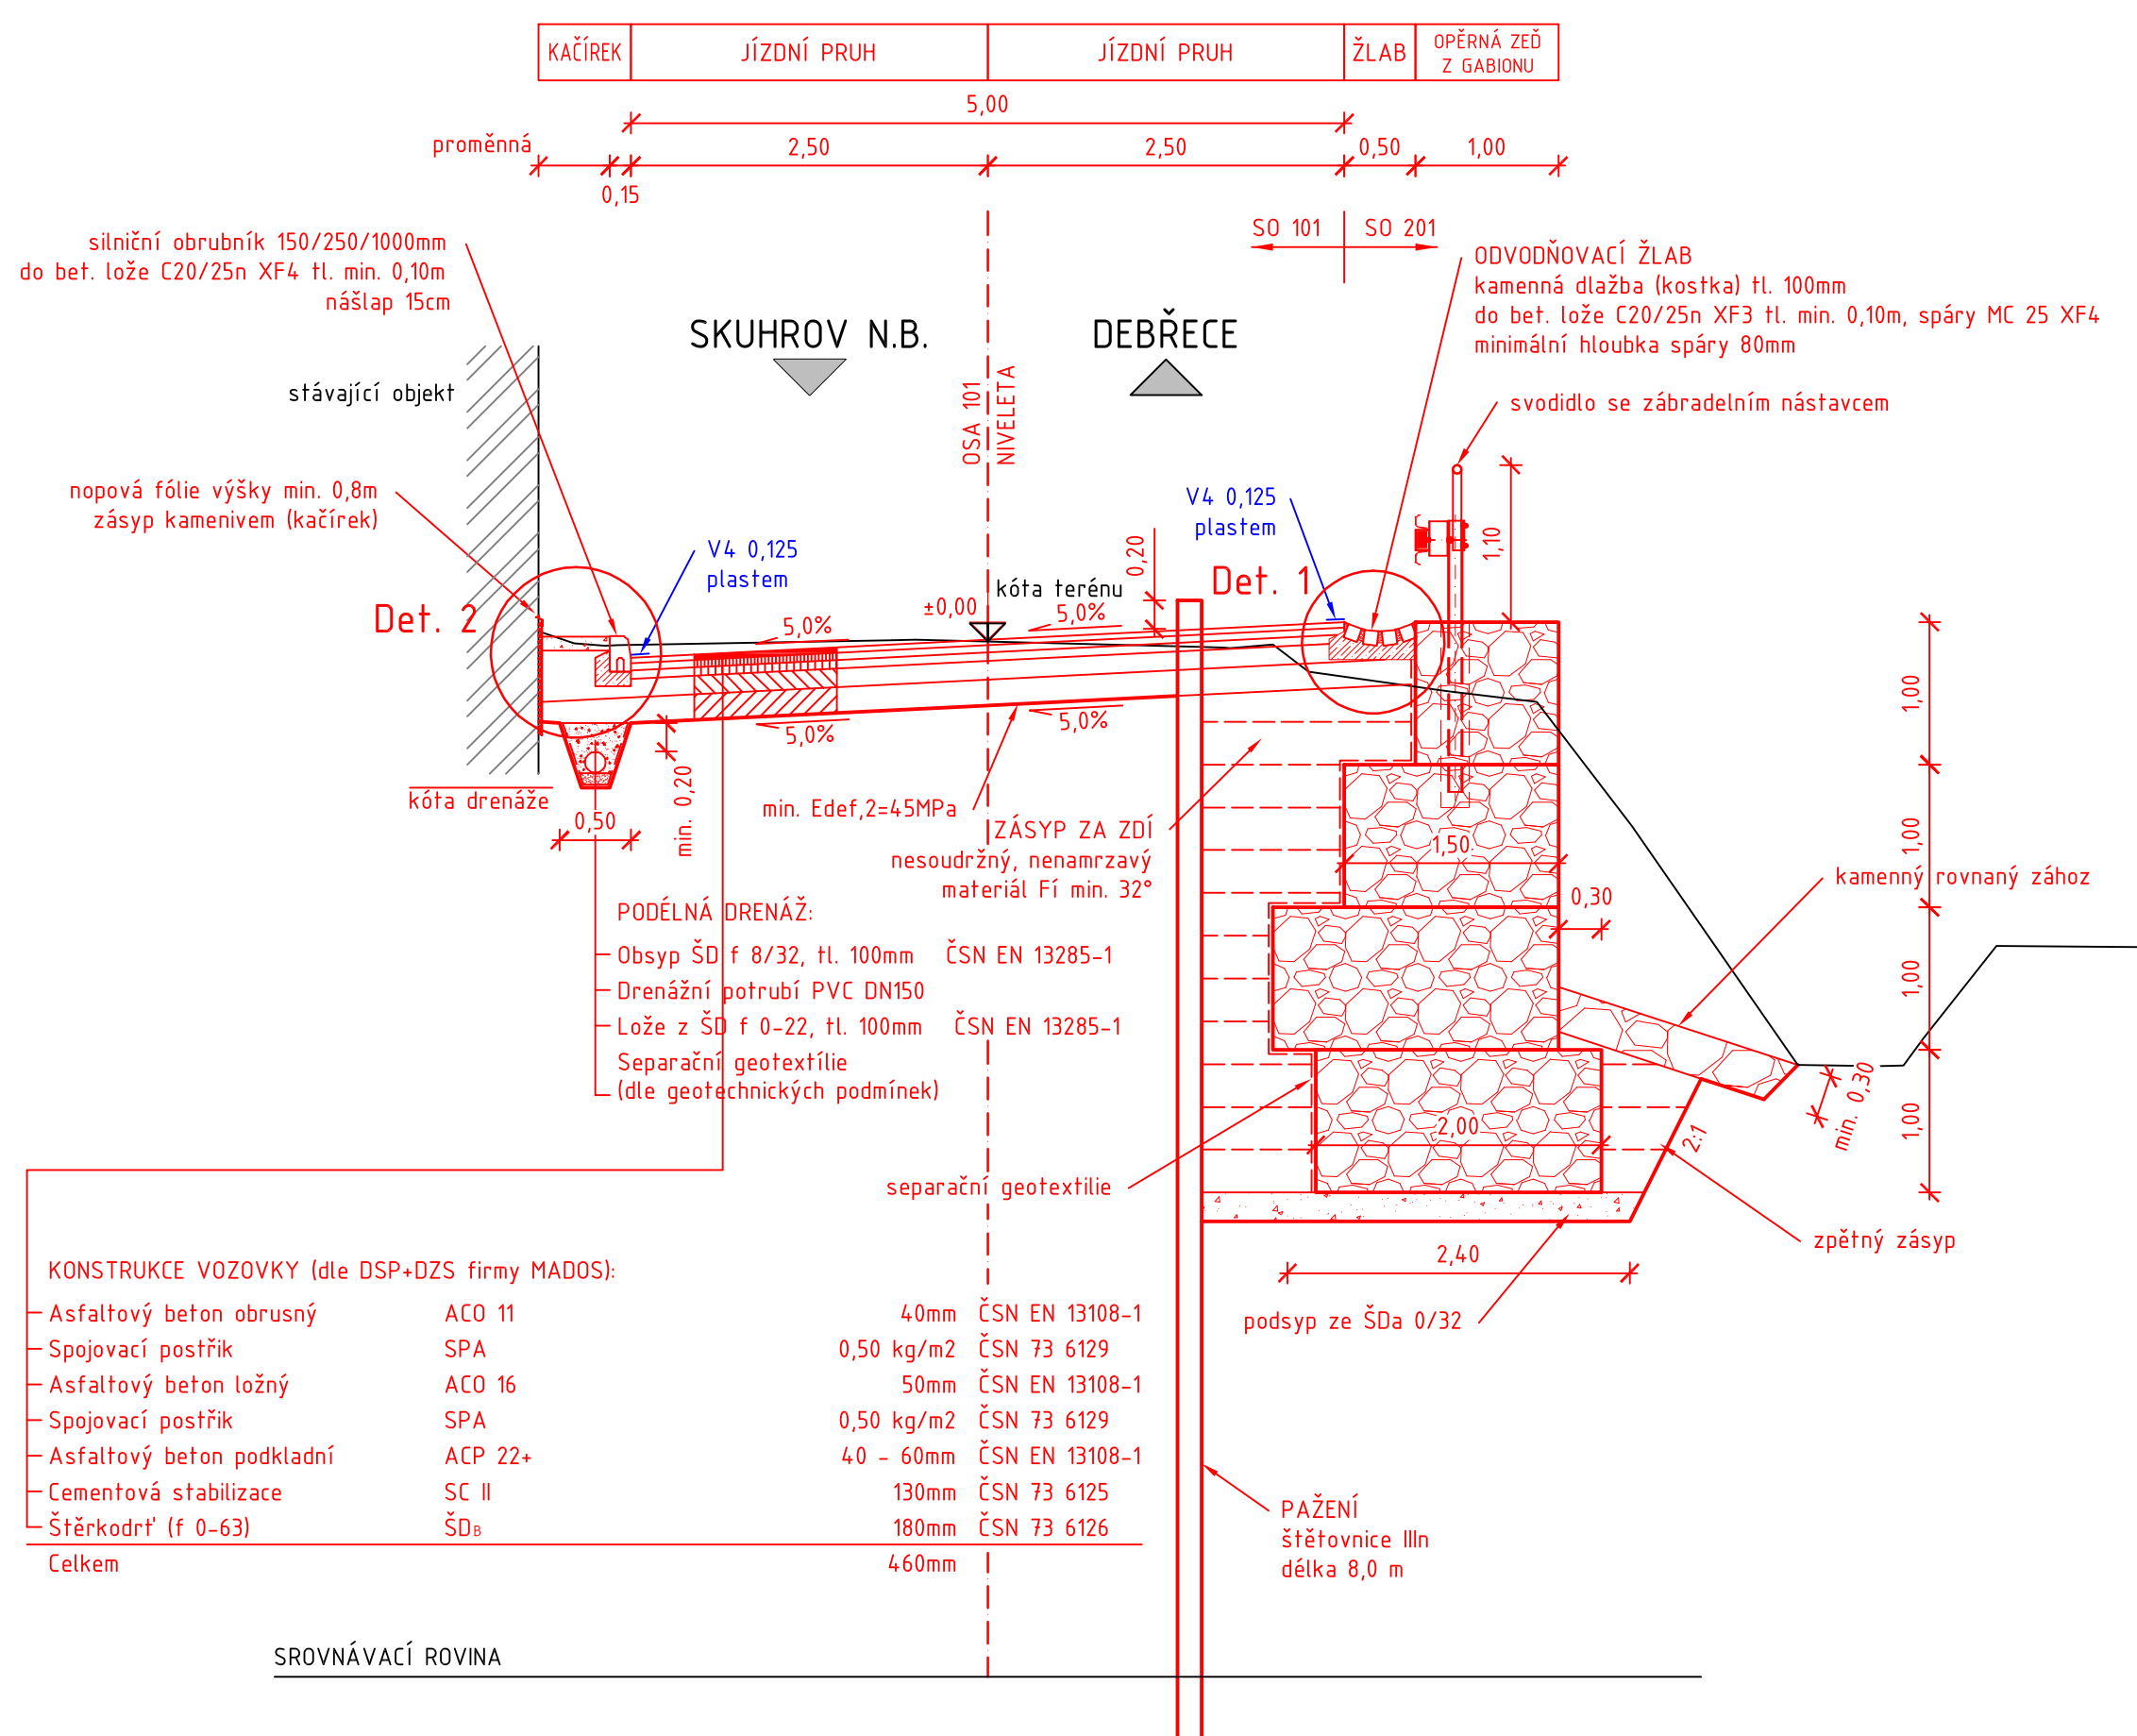 KAČÍREK JÍZDNÍ PRUH JÍZDNÍ PRUH ŽLAB OPĚRNÁ ZEĎ
Z GABIONU
5,00
proměnná 2,50 2,50 0,50 1,00
0,15
SO 101 SO 201
silniční obrubník 150/250/1000mm
do bet. lože C20/25n XF4 tl. min. 0,10m
nášlap 15cm
ODVODŇOVACÍ ŽLAB
kamenná dlažba (kostka) tl. 100mm
do bet. lože C20/25n XF3 tl. min. 0,10m, spáry MC 25 XF4
minimální hloubka spáry 80mm
SKUHROV N.B. DEBŘECE
stávající objekt
OSA 101
NIVELETA
svodidlo se zábradelním nástavcem
nopová fólie výšky min. 0,8m
zásyp kamenivem (kačírek)
V4 0,125
plastem
V4 0,125
plastem
0,20
1,10
kóta terénu
Det. 1
Det. 2
±0,00
5,0%
5,0%
5,0%
5,0%
1,00
kóta drenáže
0,50
min. 0,20
min. Edef,2=45MPa
ZÁSYP ZA ZDÍ
nesoudržný, nenamrzavý
materiál Fí min. 32°
1,50
1,00
kamenný rovnaný zához
0,30
PODÉLNÁ DRENÁŽ:
Obsyp ŠD f 8/32, tl. 100mm ČSN EN 13285-1
Drenážní potrubí PVC DN150
Lože z ŠD f 0-22, tl. 100mm ČSN EN 13285-1
Separační geotextílie
(dle geotechnických podmínek)
1,00
min. 0,30
2,00
2:1
1,00
separační geotextilie
zpětný zásyp
2,40
podsyp ze ŠDa 0/32
KONSTRUKCE VOZOVKY (dle DSP+DZS firmy MADOS):
Asfaltový beton obrusný ACO 11 40mm ČSN EN 13108-1
Spojovací postřik SPA 0,50 kg/m2 ČSN 73 6129
Asfaltový beton ložný ACO 16 50mm ČSN EN 13108-1
Spojovací postřik SPA 0,50 kg/m2 ČSN 73 6129
Asfaltový beton podkladní ACP 22+ 40 - 60mm ČSN EN 13108-1
Cementová stabilizace SC II 130mm ČSN 73 6125
Štěrkodrť (f 0-63) ŠDB 180mm ČSN 73 6126
Celkem 460mm
PAŽENÍ
štětovnice IIIn
délka 8,0 m
SROVNÁVACÍ ROVINA